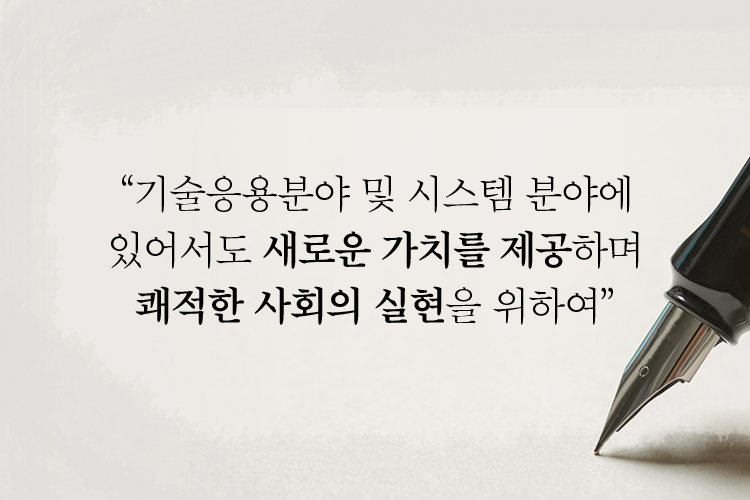 “기술응용분야 및 시스템 분야에
있어서도 새로운 가치를 제공하며
쾌적한 사회의 실현을 위하여”